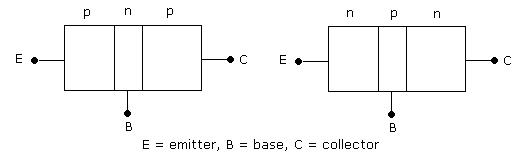 p n p
n p n
E C
E C
B
B
E = emitter, B = base, C = collector